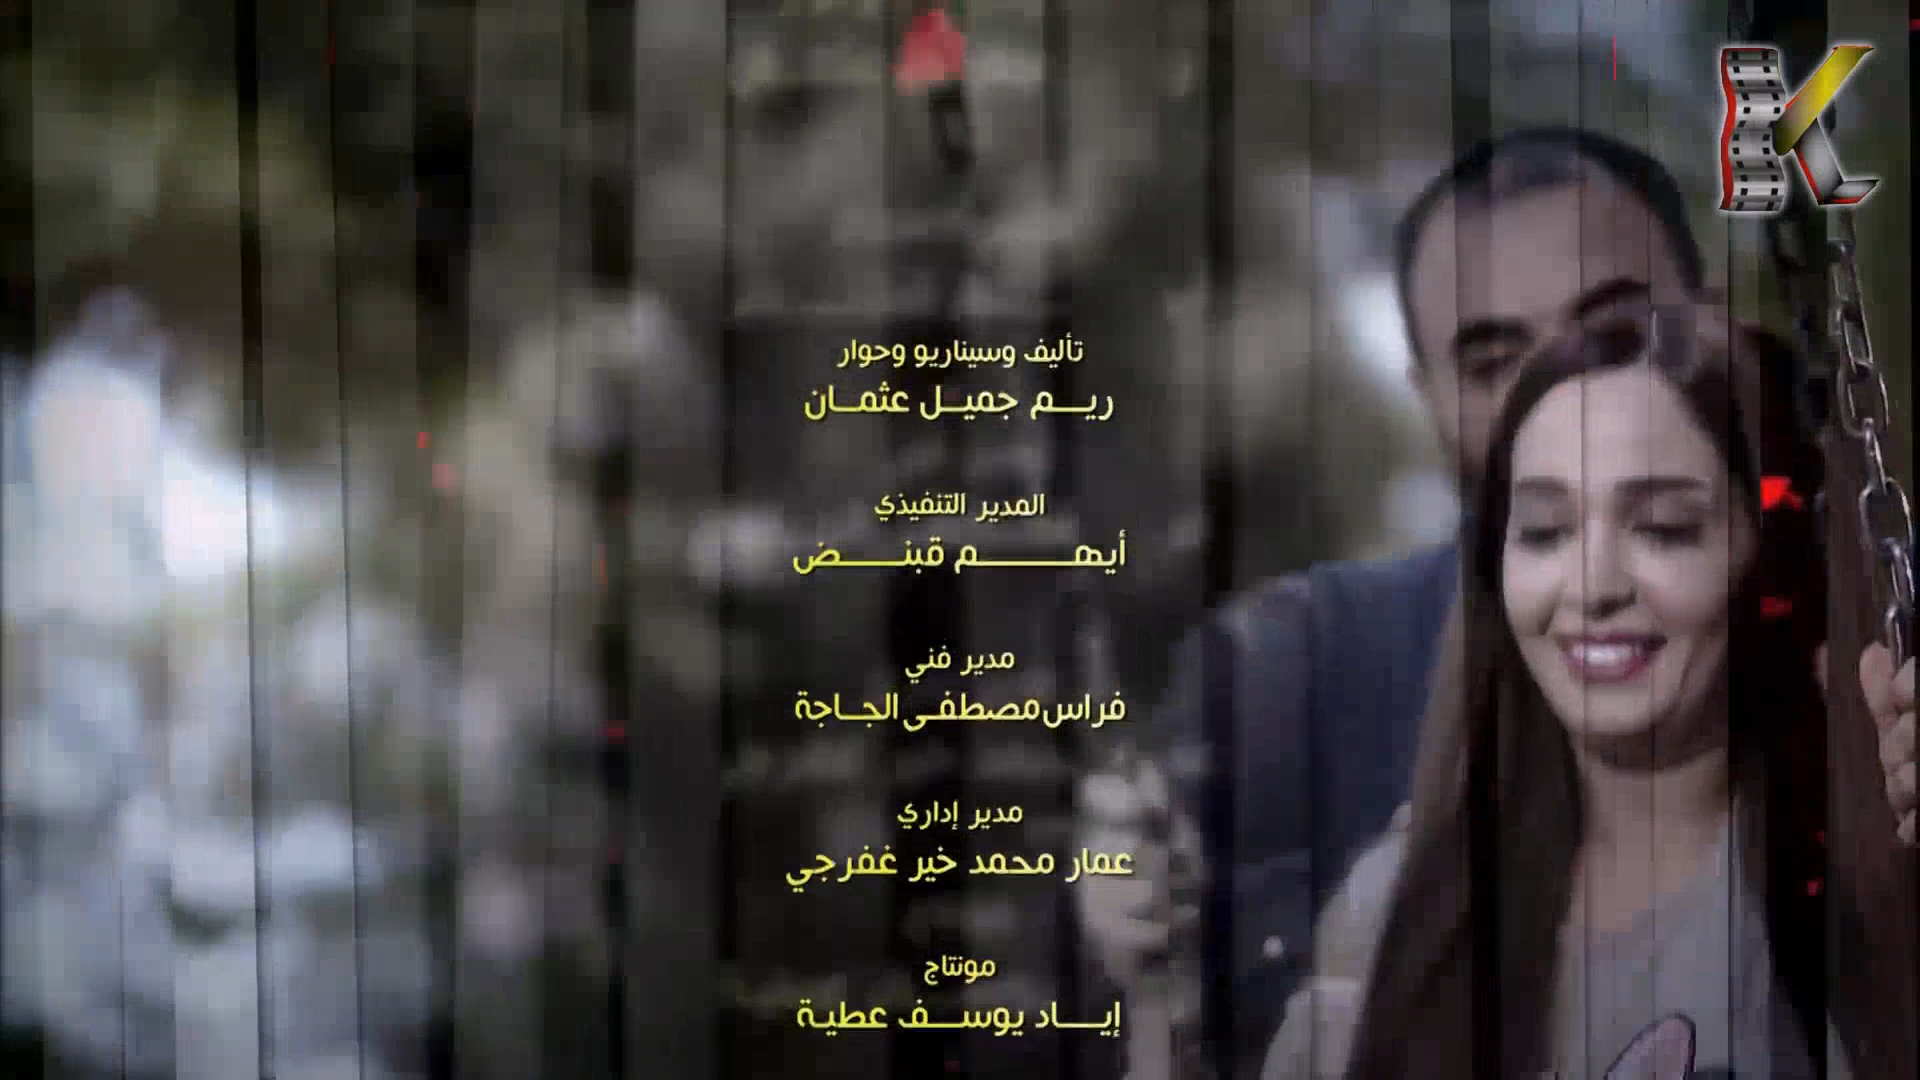 تأليف وسيناريو وحوار
ريم جميل عثمان
المدير التنفيذي
أيهم قبنض
مدير فني
فراس مصطفى الجاجة
مدير إداري
عمار محمد خير غفرجي
مونتاج
إياد يوسف عطية